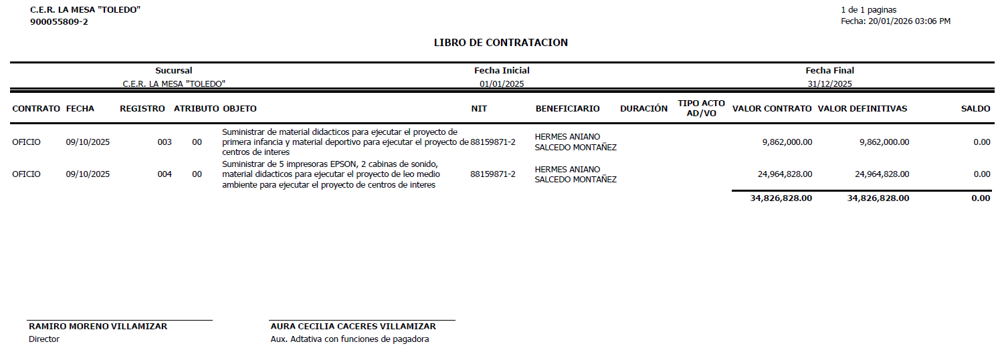 C.E.R. LA MESA "TOLEDO"
900055809-2
1 de 1 paginas
Fecha: 20/01/2026 03:06 PM
LIBRO DE CONTRATACION
Sucursal Fecha Inicial Fecha Final
C.E.R. LA MESA "TOLEDO" 01/01/2025 31/12/2025
CONTRATO FECHA REGISTRO ATRIBUTO OBJETO NIT BENEFICIARIO DURACIÓN TIPO ACTO AD/VO VALOR CONTRATO VALOR DEFINITIVAS SALDO
Suministrar de material didacticos para ejecutar el proyecto de
OFICIO 09/10/2025 003 00 primera infancia y material deportivo para ejecutar el proyecto de 88159871-2 HERMES ANIANO SALCEDO MONTAÑEZ 9,862,000.00 9,862,000.00 0.00
centros de interes
Suministrar de 5 impresoras EPSON, 2 cabinas de sonido,
OFICIO 09/10/2025 004 00 material didacticos para ejecutar el proyecto de leo medio 88159871-2 HERMES ANIANO SALCEDO MONTAÑEZ 24,964,828.00 24,964,828.00 0.00
ambiente para ejecutar el proyecto de centros de interes
34,826,828.00 34,826,828.00 0.00
RAMIRO MORENO VILLAMIZAR
Director
AURA CECILIA CACERES VILLAMIZAR
Aux. Adtativa con funciones de pagadora